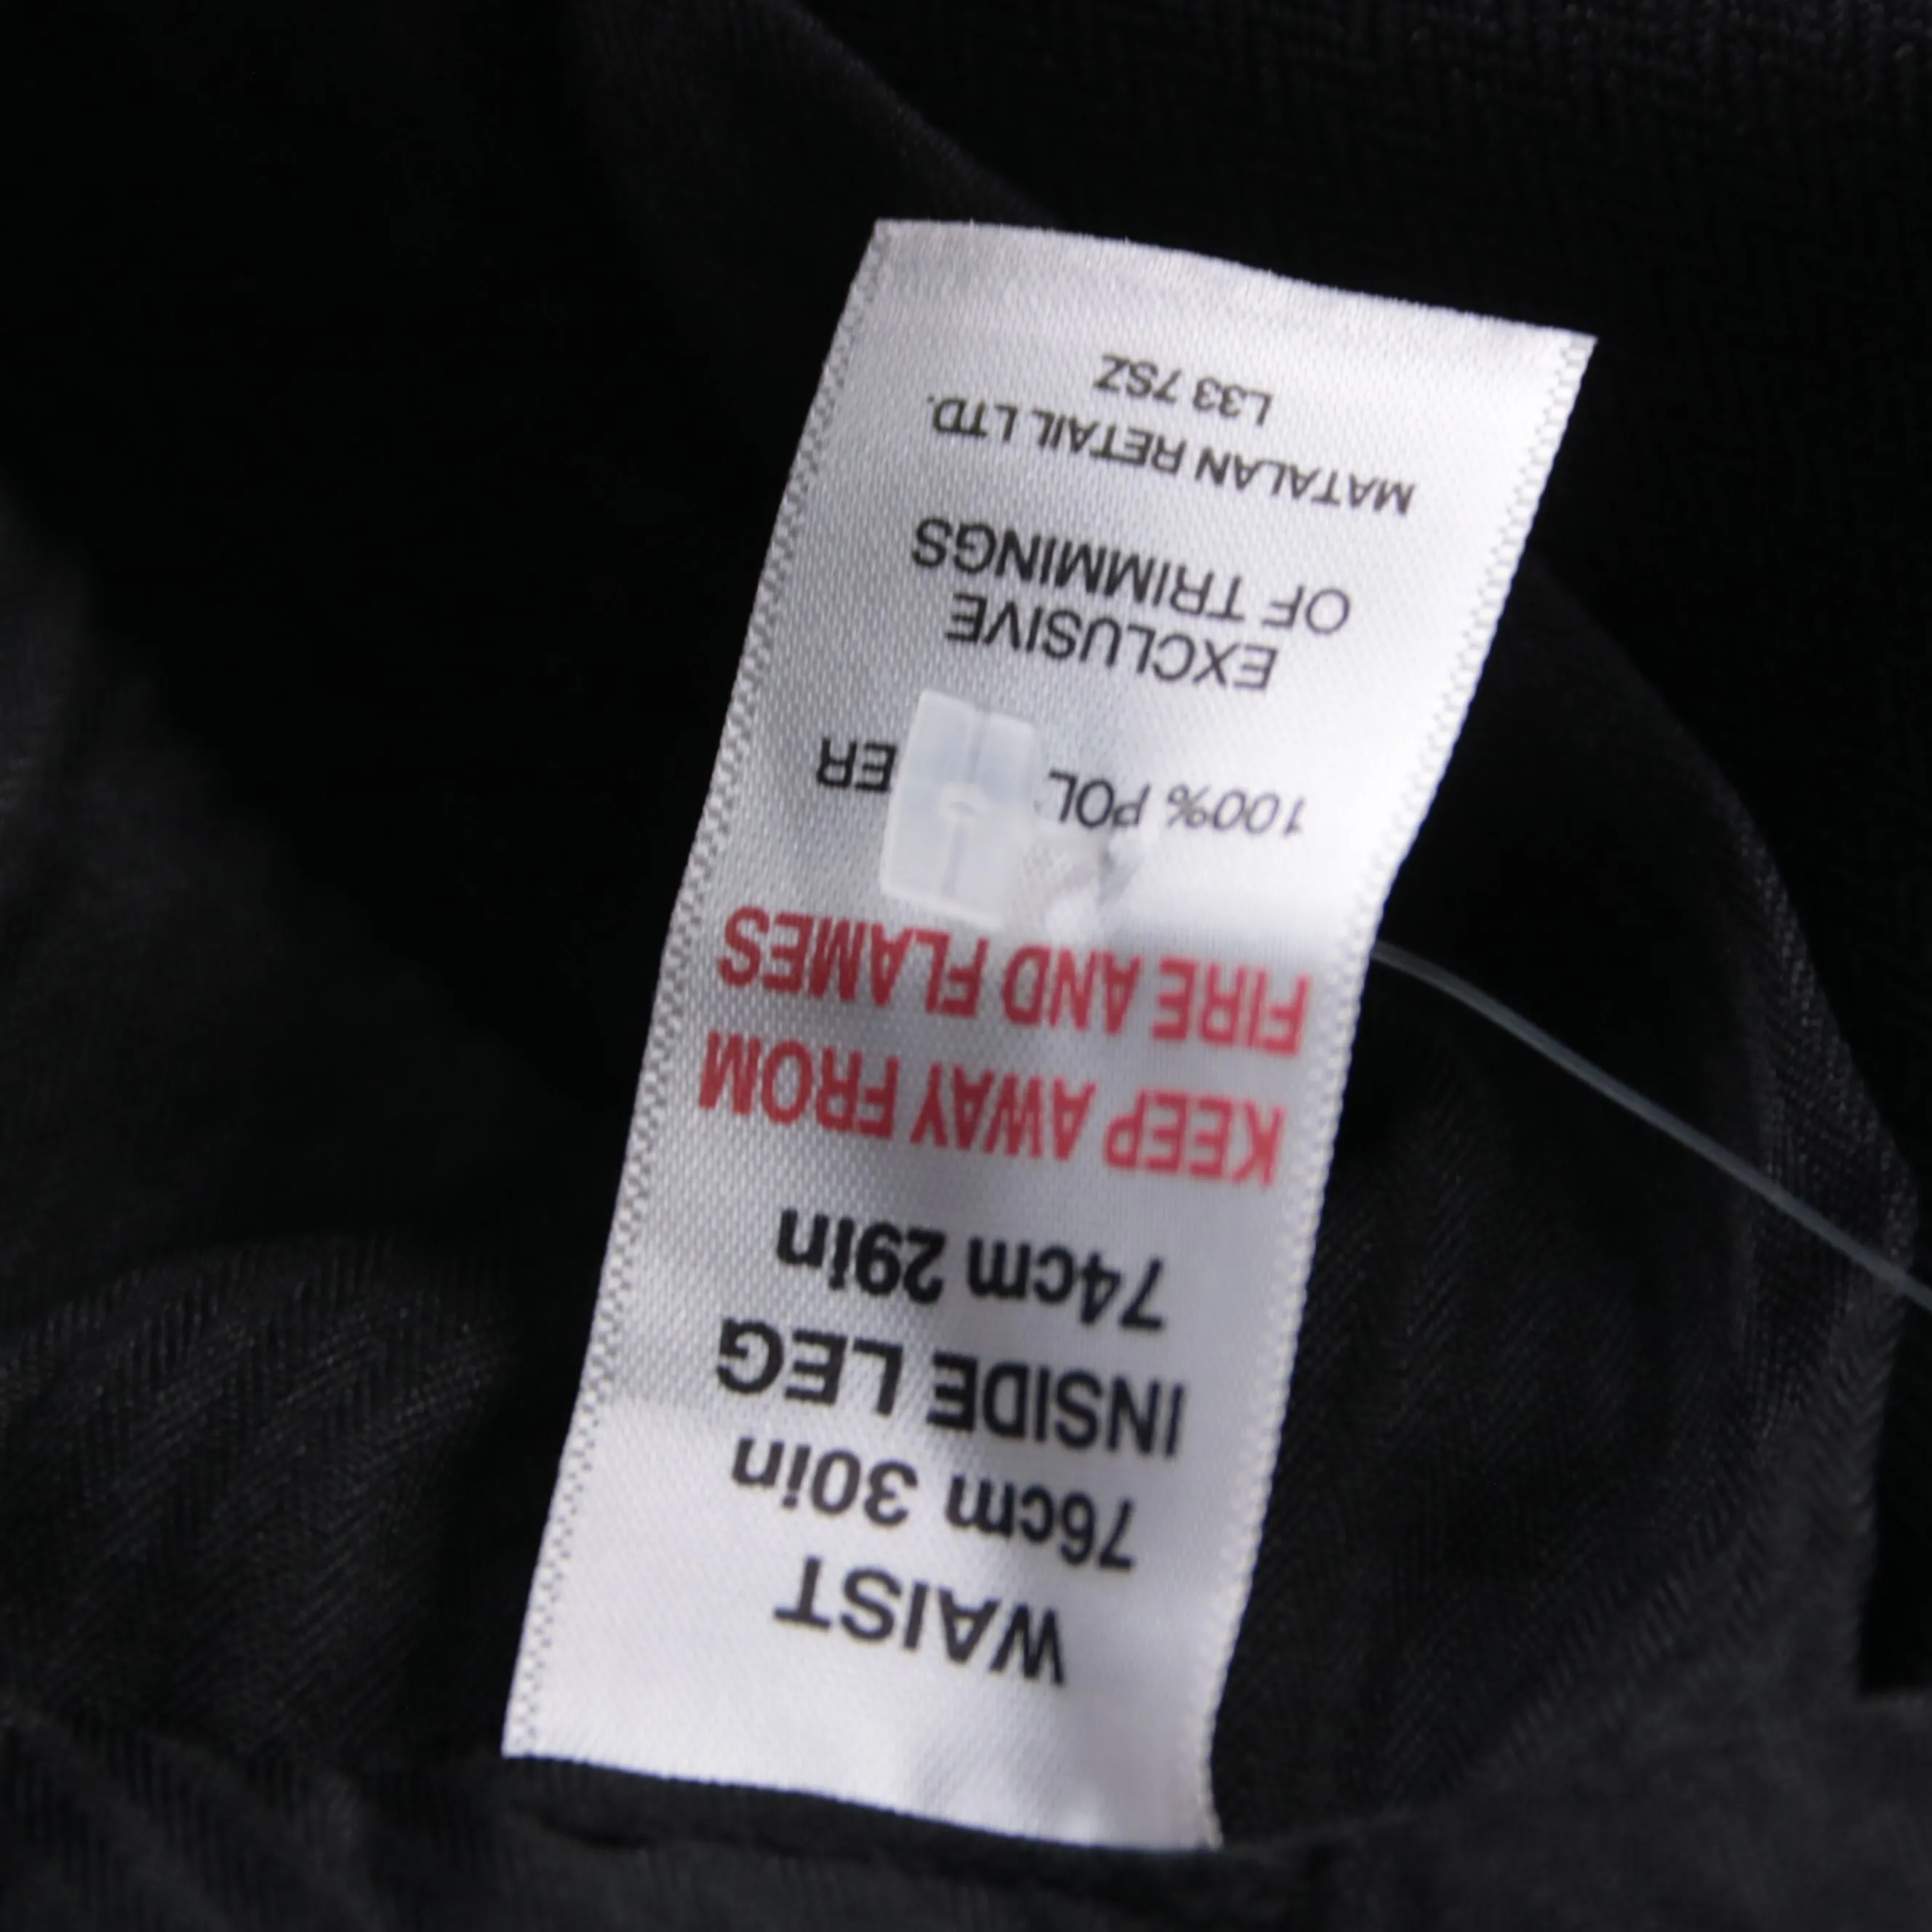 WAIST
76cm 30in
INSIDE LEG
74cm 29in
KEEP AWAY FROM
FIRE AND FLAMES
100% POL ER
EXCLUSIVE
OF TRIMMINGS
MATALAN RETAIL LTD.
L33 7SZ